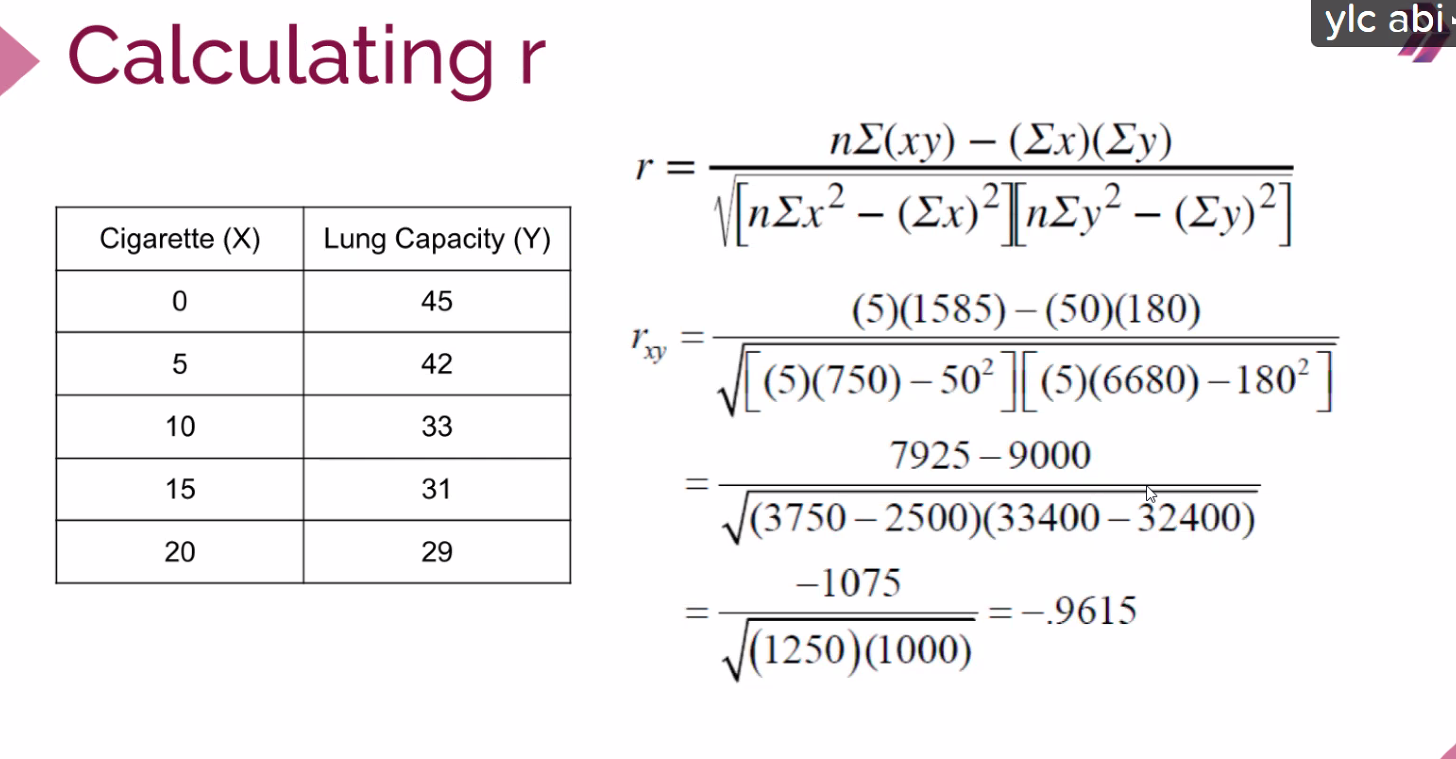 ylc abi
Calculating r
Cigarette (X) Lung Capacity (Y)
0 45
5 42
10 33
15 31
20 29
r = nΣ(xy) − (Σx)(Σy) / √[nΣx² − (Σx)²][nΣy² − (Σy)²]
r_xy = (5)(1585) − (50)(180) / √[(5)(750) − 50²][(5)(6680) − 180²]
= 7925 − 9000 / √(3750 − 2500)(33400 − 32400)
= −1075 / √(1250)(1000) = −.9615